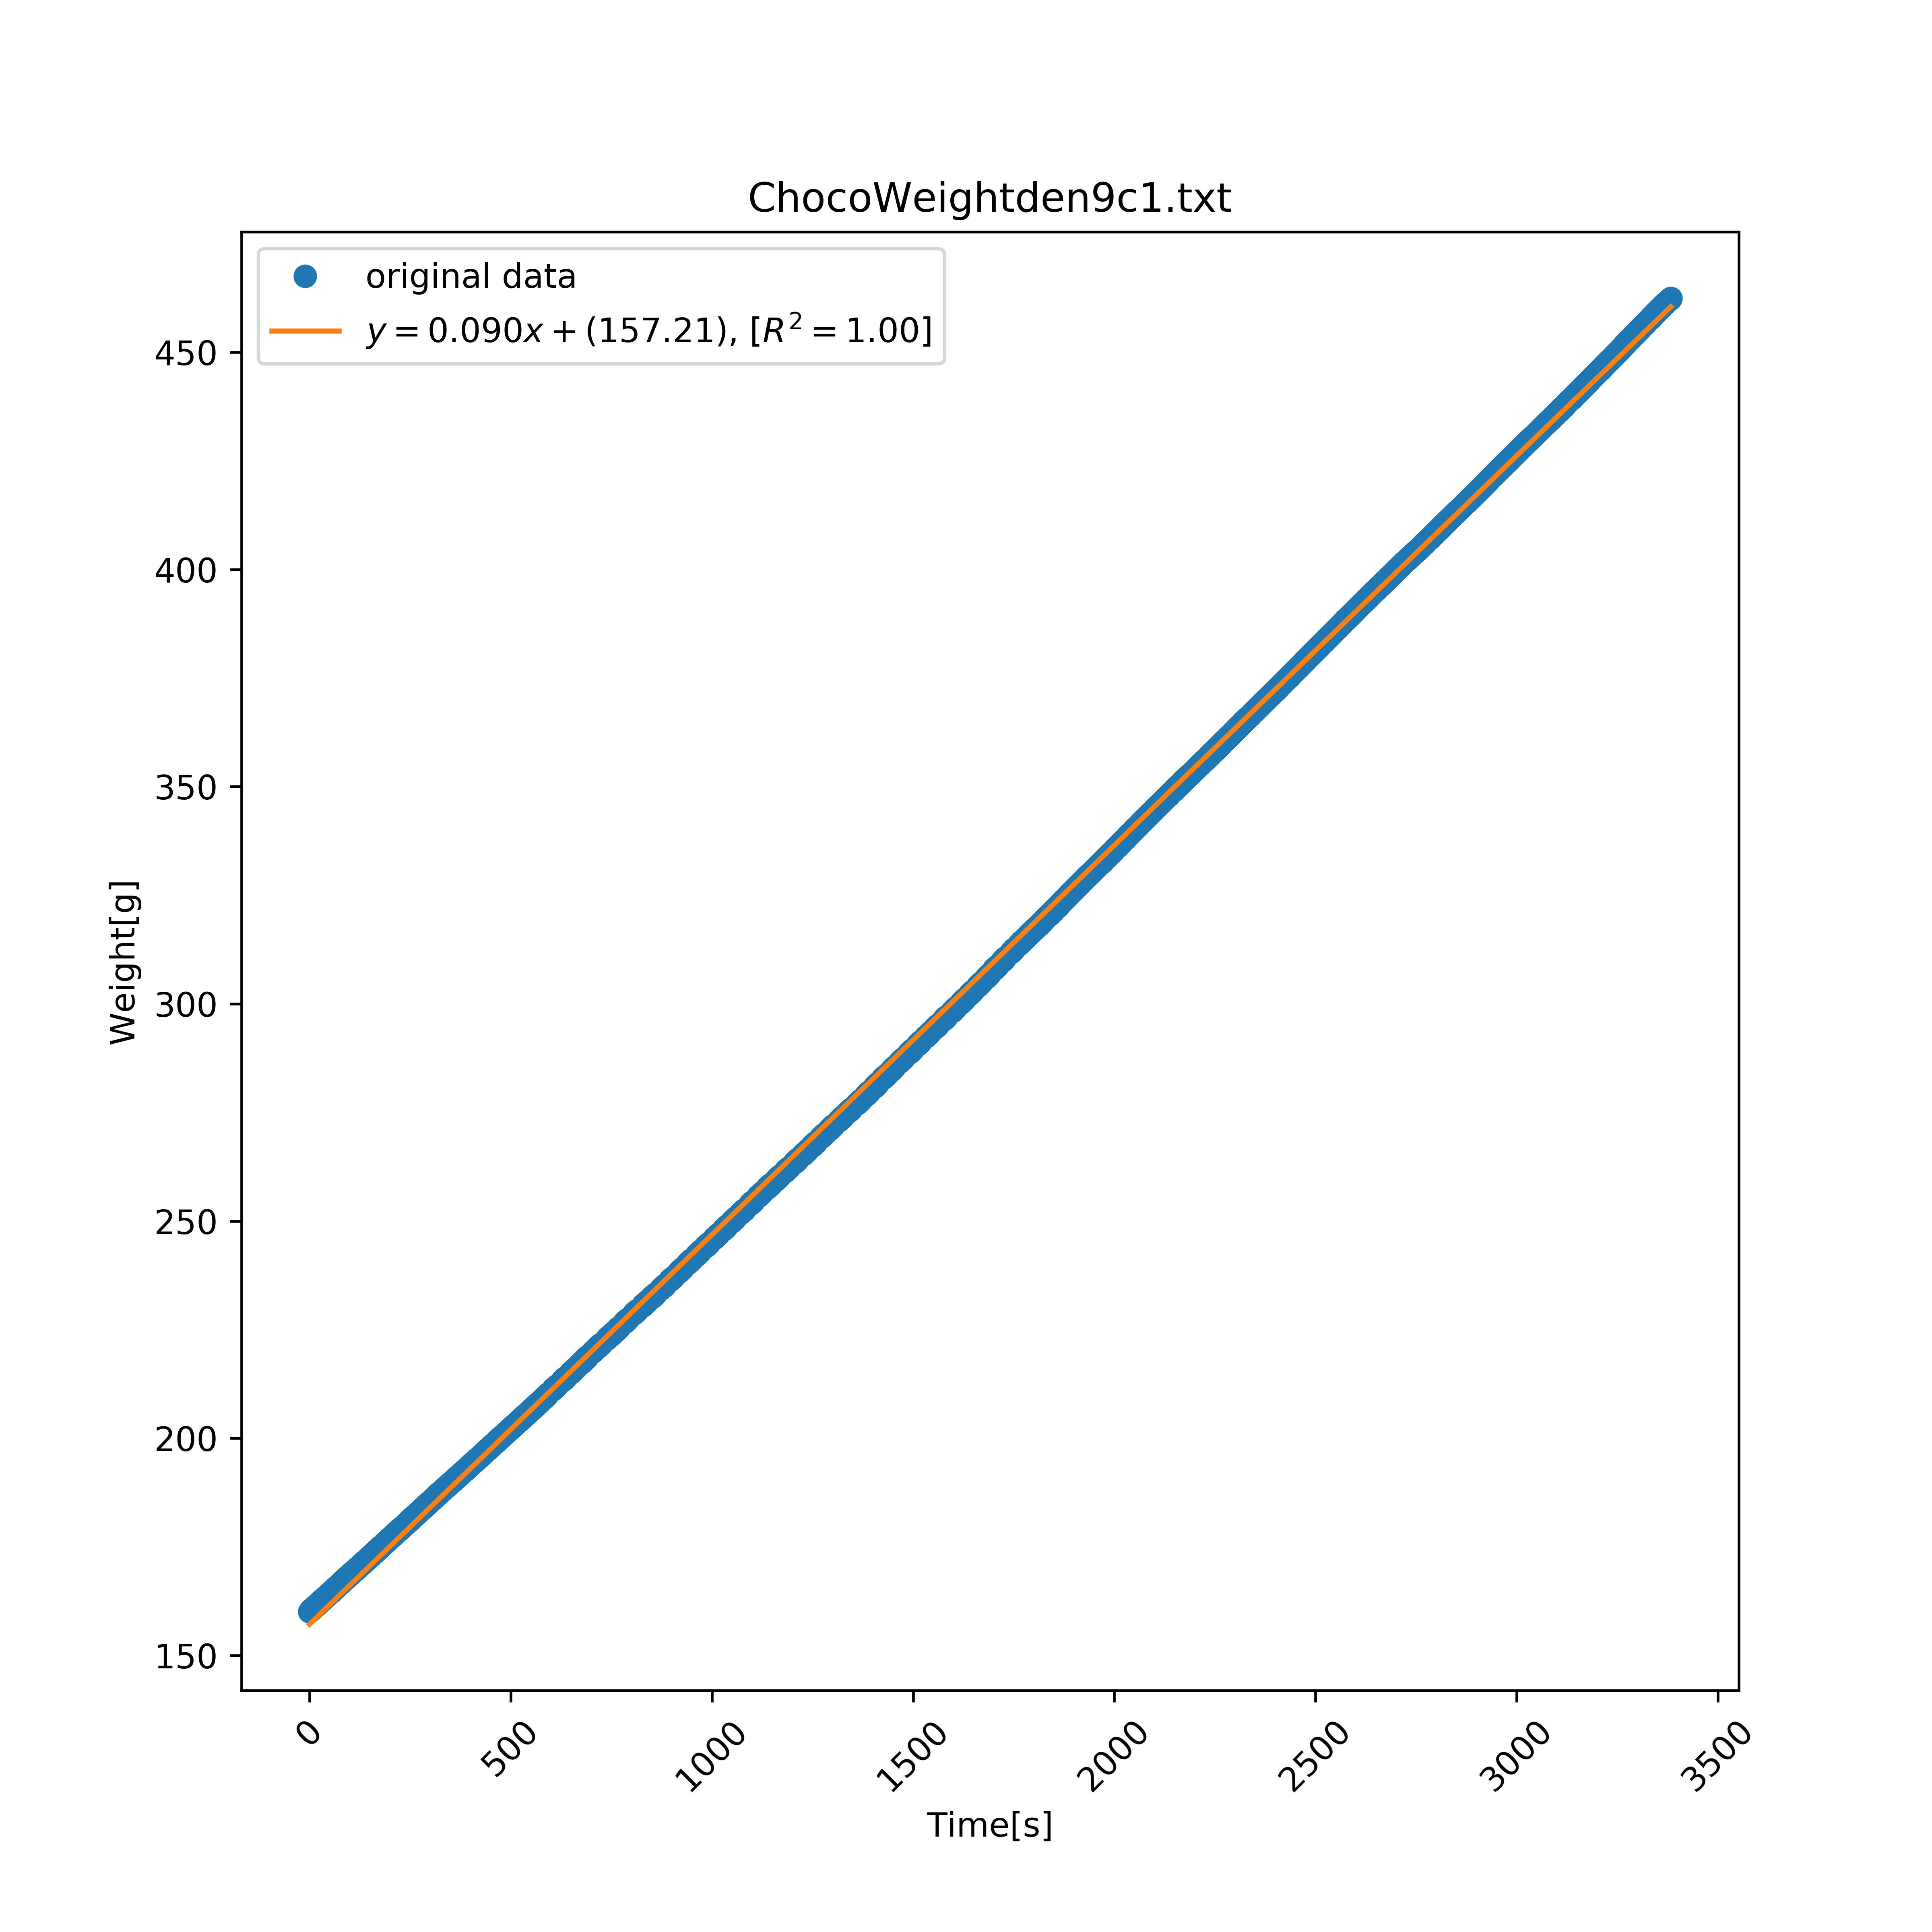 ChocoWeightden9c1.txt
original data
y = 0.090x + (157.21), [R² = 1.00]
450
400
350
300
250
200
150
Weight[g]
0 500 1000 1500 2000 2500 3000 3500
Time[s]